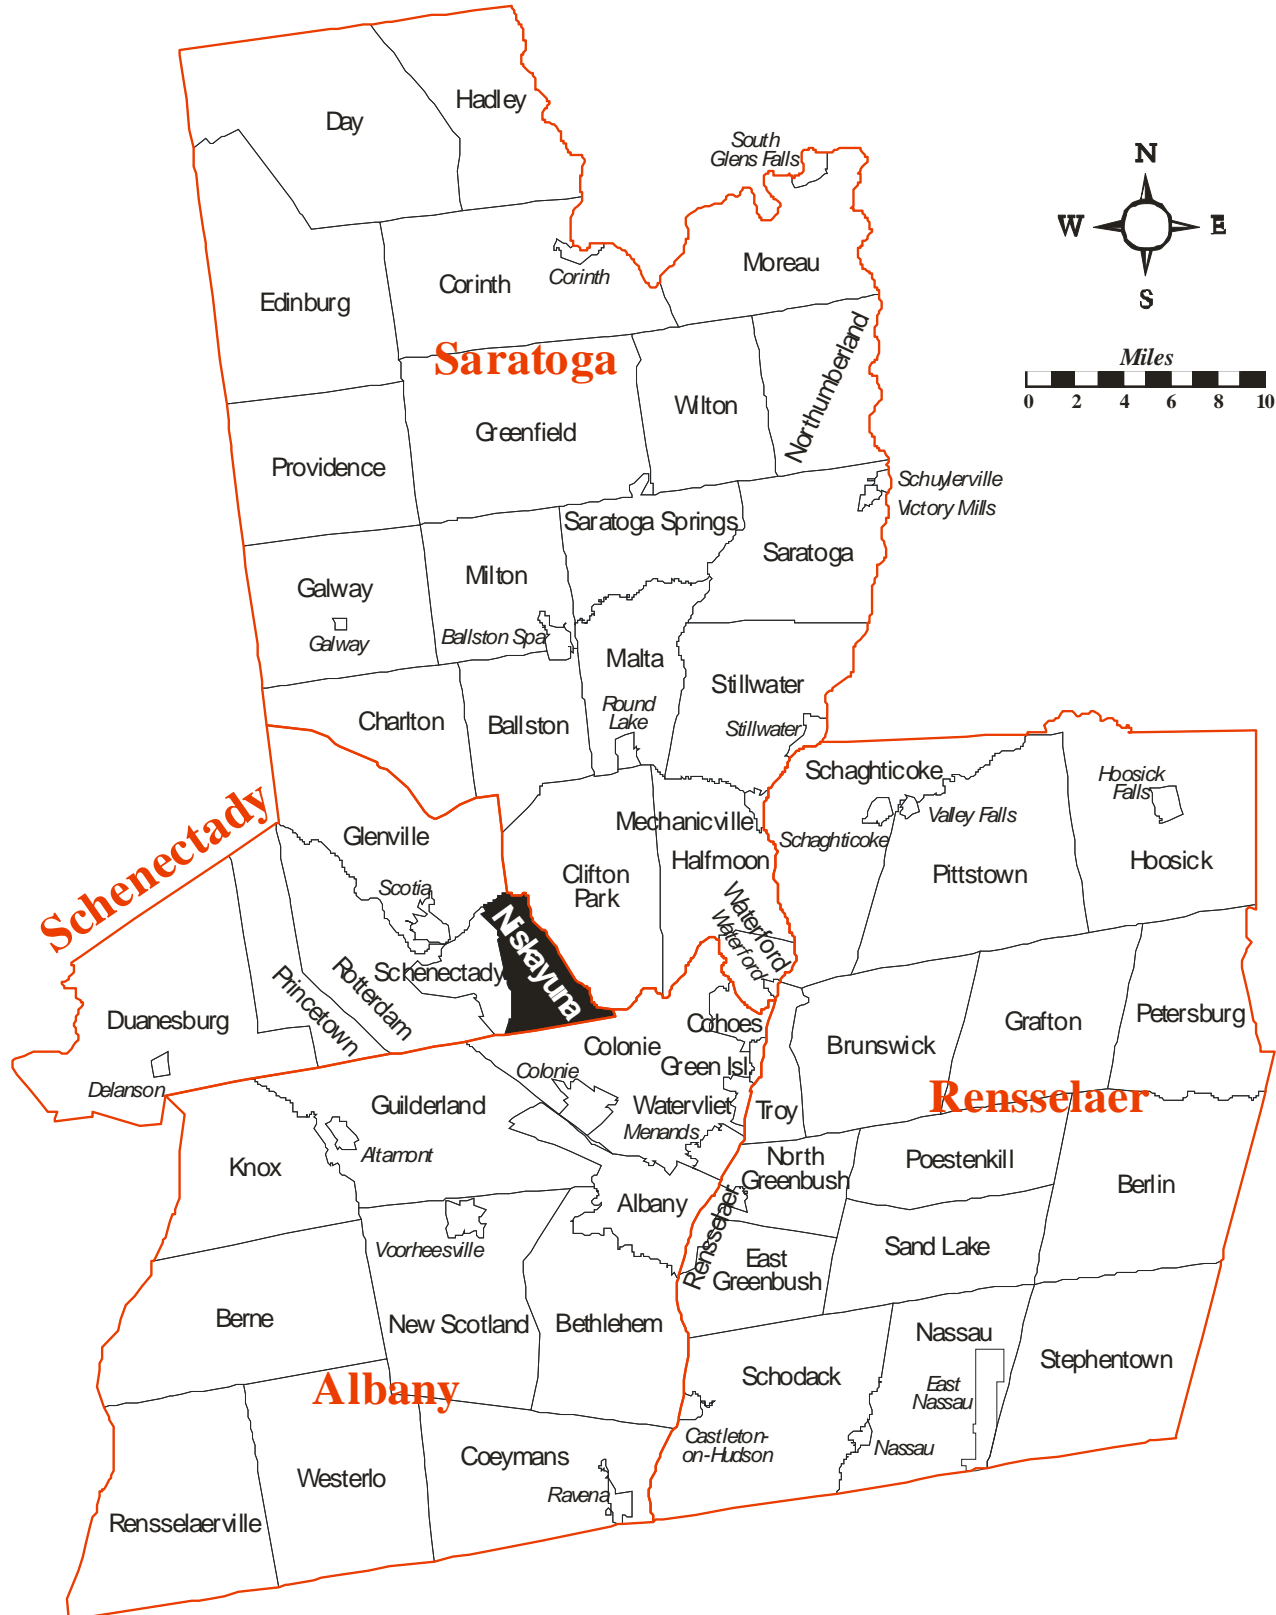 Hadley
Day
South
Glens Falls
N
W
E
S
Moreau
Corinth
Corinth
Edinburg
Northumberland
Miles
0 2 4 6 8 10
Saratoga
Wilton
Greenfield
Providence
Schuylerville
Victory Mills
Saratoga Springs
Saratoga
Milton
Galway
Galway
Ballston Spa
Malta
Stillwater
Round
Lake
Charlton
Ballston
Stillwater
Schaghticoke
Hoosick
Falls
Schenectady
Glenville
Mechanicville
Schaghticoke
Valley Falls
Halfmoon
Hoosick
Clifton
Park
Pittstown
Scotia
Waterford
Waterford
Niskayuna
Schenectady
Rotterdam
Princetown
Duanesburg
Cohoes
Colonie
Brunswick
Grafton
Petersburg
Green Isl.
Colonie
Delanson
Guilderland
Watervliet
Troy
Rensselaer
Menands
Altamont
Knox
North
Greenbush
Poestenkill
Berlin
Albany
Rensselaer
Voorheesville
Sand Lake
East
Greenbush
Berne
New Scotland
Bethlehem
Nassau
Stephentown
Schodack
Albany
East
Nassau
Castleton-
on-Hudson
Nassau
Coeymans
Westerlo
Ravena
Rensselaerville